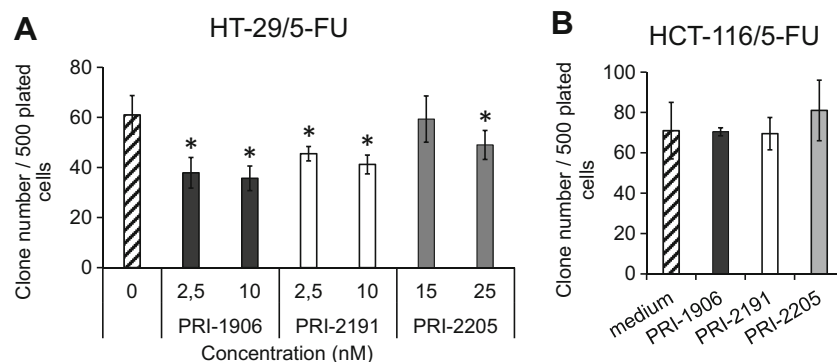 A
HT-29/5-FU
Clone number / 500 plated
cells
80
60
40
20
0
* * * * *
0 2,5 10 2,5 10 15 25
PRI-1906 PRI-2191 PRI-2205
Concentration (nM)
B
HCT-116/5-FU
Clone number / 500 plated
cells
100
80
60
40
20
0
medium PRI-1906 PRI-2191 PRI-2205